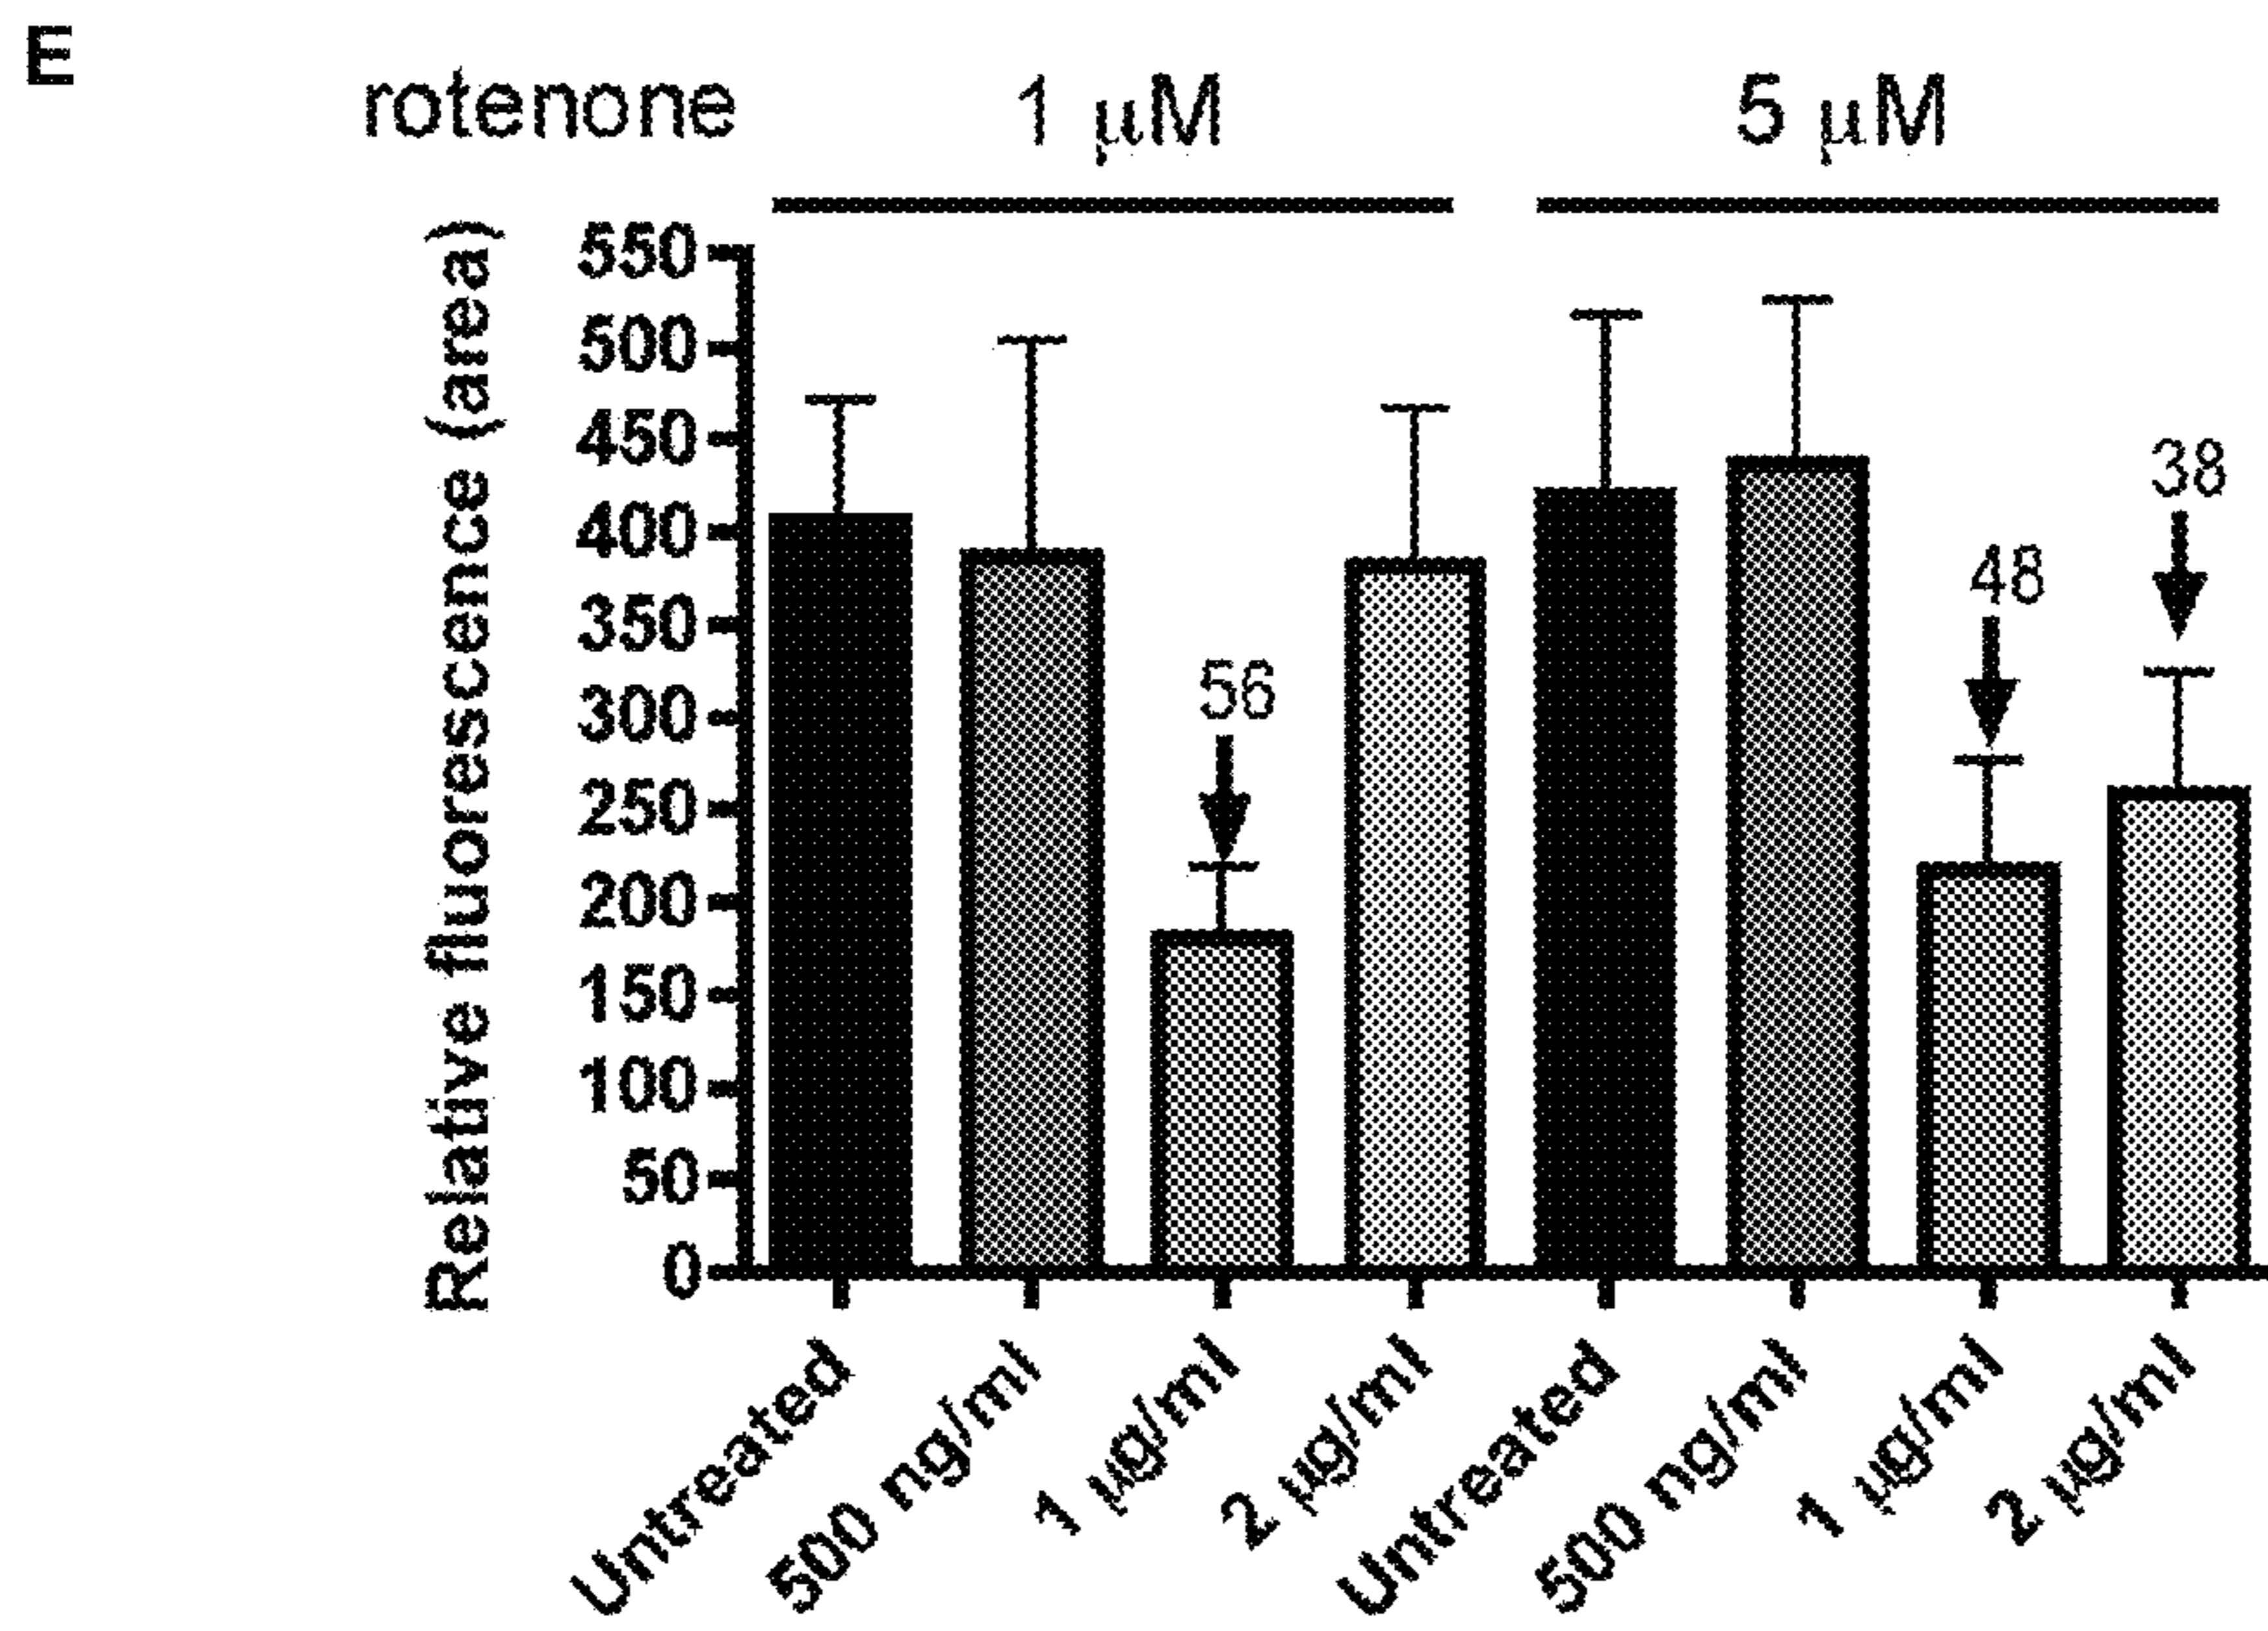 E
rotenone 1 μM 5 μM
Relative fluorescence (area)
550
500
450
400
350
300
250
200
150
100
50
0
56
48
38
Untreated
500 ng/ml
1 μg/ml
2 μg/ml
Untreated
500 ng/ml
1 μg/ml
2 μg/ml